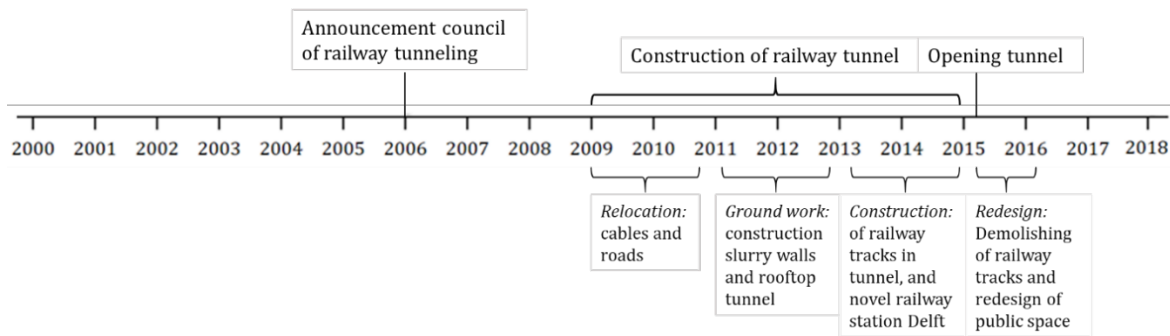 Announcement council
of railway tunneling
Construction of railway tunnel
Opening tunnel
2000 2001 2002 2003 2004 2005 2006 2007 2008 2009 2010 2011 2012 2013 2014 2015 2016 2017 2018
Relocation:
cables and
roads
Ground work:
construction
slurry walls
and rooftop
tunnel
Construction:
of railway
tracks in
tunnel, and
novel railway
station Delft
Redesign:
Demolishing
of railway
tracks and
redesign of
public space